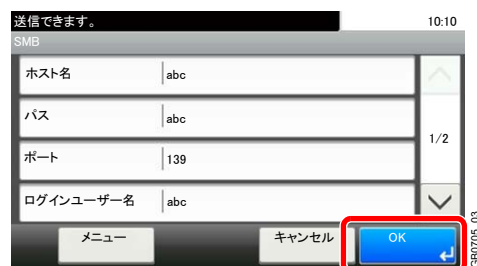 送信できます。 10:10
SMB
ホスト名 abc
パス abc
1/2
ポート 139
ログインユーザー名 abc
メニュー キャンセル OK
GB0705_03